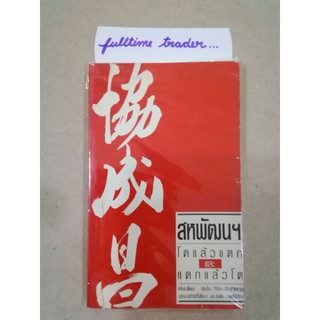 fulltime trader...
協成昌
สหพัฒนฯ
โตแล้วแตก
และ
แตกแล้วโต